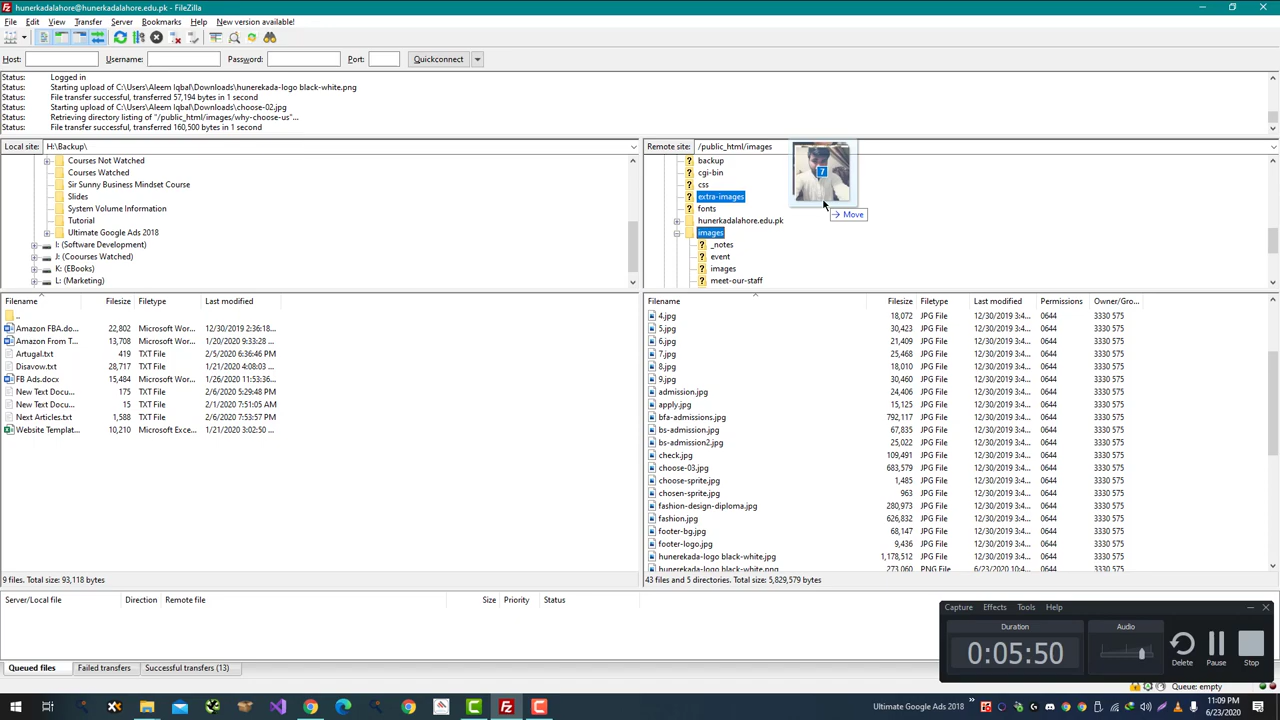 hunerkadalahore@hunerkadalahore.edu.pk - FileZilla
File Edit View Transfer Server Bookmarks Help New version available!
Host: Username: Password: Port: Quickconnect
Status: Logged in
Status: Starting upload of C:\Users\Aleem Iqbal\Downloads\hunerekada-logo black-white.png
Status: File transfer successful, transferred 57,194 bytes in 1 second
Status: Starting upload of C:\Users\Aleem Iqbal\Downloads\choose-02.jpg
Status: Retrieving directory listing of "/public_html/images/why-choose-us"...
Status: File transfer successful, transferred 160,500 bytes in 1 second
Local site: H:\Backup\
Courses Not Watched
Courses Watched
Sir Sunny Business Mindset Course
Slides
System Volume Information
Tutorial
Ultimate Google Ads 2018
I: (Software Development)
J: (Coourses Watched)
K: (EBooks)
L: (Marketing)
Remote site: /public_html/images
backup
cgi-bin
css
extra-images
fonts
hunerkadalahore.edu.pk
images
_notes
event
images
meet-our-staff
7
Move
Filename Filesize Filetype Last modified
..
Amazon FBA.do... 22,802 Microsoft Wor... 12/30/2019 2:36:18...
Amazon From T... 13,708 Microsoft Wor... 1/20/2020 9:33:28 ...
Artugal.txt 419 TXT File 2/5/2020 6:36:46 PM
Disavow.txt 28,717 TXT File 1/21/2020 4:08:03 ...
FB Ads.docx 15,484 Microsoft Wor... 1/26/2020 11:53:36...
New Text Docu... 175 TXT File 2/6/2020 5:29:48 PM
New Text Docu... 15 TXT File 2/1/2020 7:51:05 AM
Next Articles.txt 1,588 TXT File 2/6/2020 7:53:57 PM
Website Templat... 10,210 Microsoft Exce... 1/21/2020 3:02:50 ...
9 files. Total size: 93,118 bytes
Filename Filesize Filetype Last modified Permissions Owner/Gro...
4.jpg 18,072 JPG File 12/30/2019 3:4... 0644 3330 575
5.jpg 30,423 JPG File 12/30/2019 3:4... 0644 3330 575
6.jpg 21,409 JPG File 12/30/2019 3:4... 0644 3330 575
7.jpg 25,468 JPG File 12/30/2019 3:4... 0644 3330 575
8.jpg 18,010 JPG File 12/30/2019 3:4... 0644 3330 575
9.jpg 30,460 JPG File 12/30/2019 3:4... 0644 3330 575
admission.jpg 24,406 JPG File 12/30/2019 3:4... 0644 3330 575
apply.jpg 15,125 JPG File 12/30/2019 3:4... 0644 3330 575
bfa-admissions.jpg 792,117 JPG File 12/30/2019 3:4... 0644 3330 575
bs-admission.jpg 67,835 JPG File 12/30/2019 3:4... 0644 3330 575
bs-admission2.jpg 25,022 JPG File 12/30/2019 3:4... 0644 3330 575
check.jpg 109,491 JPG File 12/30/2019 3:4... 0644 3330 575
choose-03.jpg 683,579 JPG File 12/30/2019 3:4... 0644 3330 575
choose-sprite.jpg 1,485 JPG File 12/30/2019 3:4... 0644 3330 575
chosen-sprite.jpg 963 JPG File 12/30/2019 3:4... 0644 3330 575
fashion-design-diploma.jpg 280,973 JPG File 12/30/2019 3:4... 0644 3330 575
fashion.jpg 626,832 JPG File 12/30/2019 3:4... 0644 3330 575
footer-bg.jpg 68,147 JPG File 12/30/2019 3:4... 0644 3330 575
footer-logo.jpg 9,436 JPG File 12/30/2019 3:4... 0644 3330 575
hunerekada-logo black-white.jpg 1,178,512 JPG File 12/30/2019 3:4... 0644 3330 575
hunerekada-logo black-white.png 273,060 PNG File 6/23/2020 10:4... 0644 3330 575
43 files and 5 directories. Total size: 5,829,579 bytes
Server/Local file Direction Remote file Size Priority Status
Queued files Failed transfers Successful transfers (13)
Queue: empty
Capture Effects Tools Help
Duration Audio
0:05:50
Delete Pause Stop
Ultimate Google Ads 2018
11:09 PM
6/23/2020